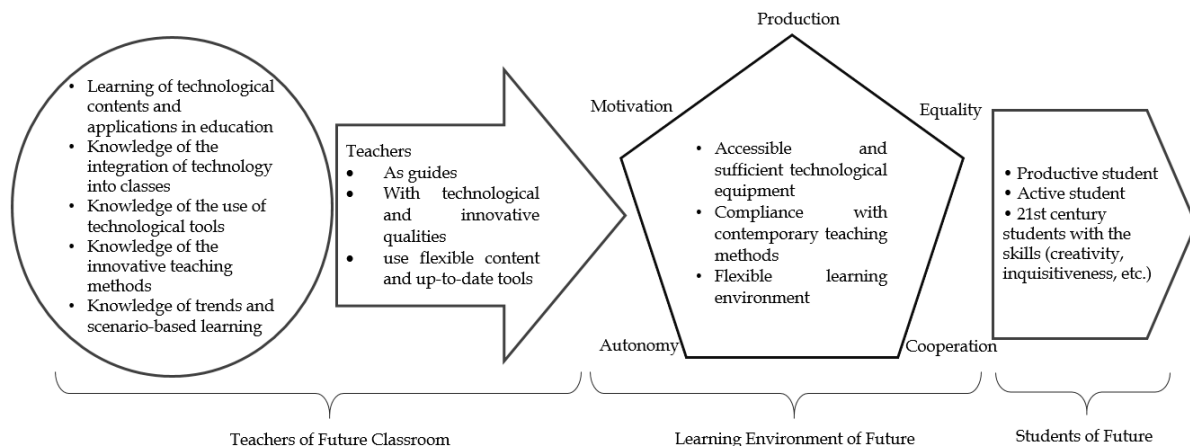 • Learning of technological
contents and
applications in education
• Knowledge of the
integration of technology
into classes
• Knowledge of the use of
technological tools
• Knowledge of the
innovative teaching
methods
• Knowledge of trends and
scenario-based learning
Teachers
● As guides
● With technological
and innovative
qualities
● use flexible content
and up-to-date tools
Production
Motivation
Equality
• Accessible and
sufficient technological
equipment
• Compliance with
contemporary teaching
methods
• Flexible learning
environment
Autonomy
Cooperation
• Productive student
• Active student
• 21st century
students with the
skills (creativity,
inquisitiveness, etc.)
Teachers of Future Classroom
Learning Environment of Future
Students of Future